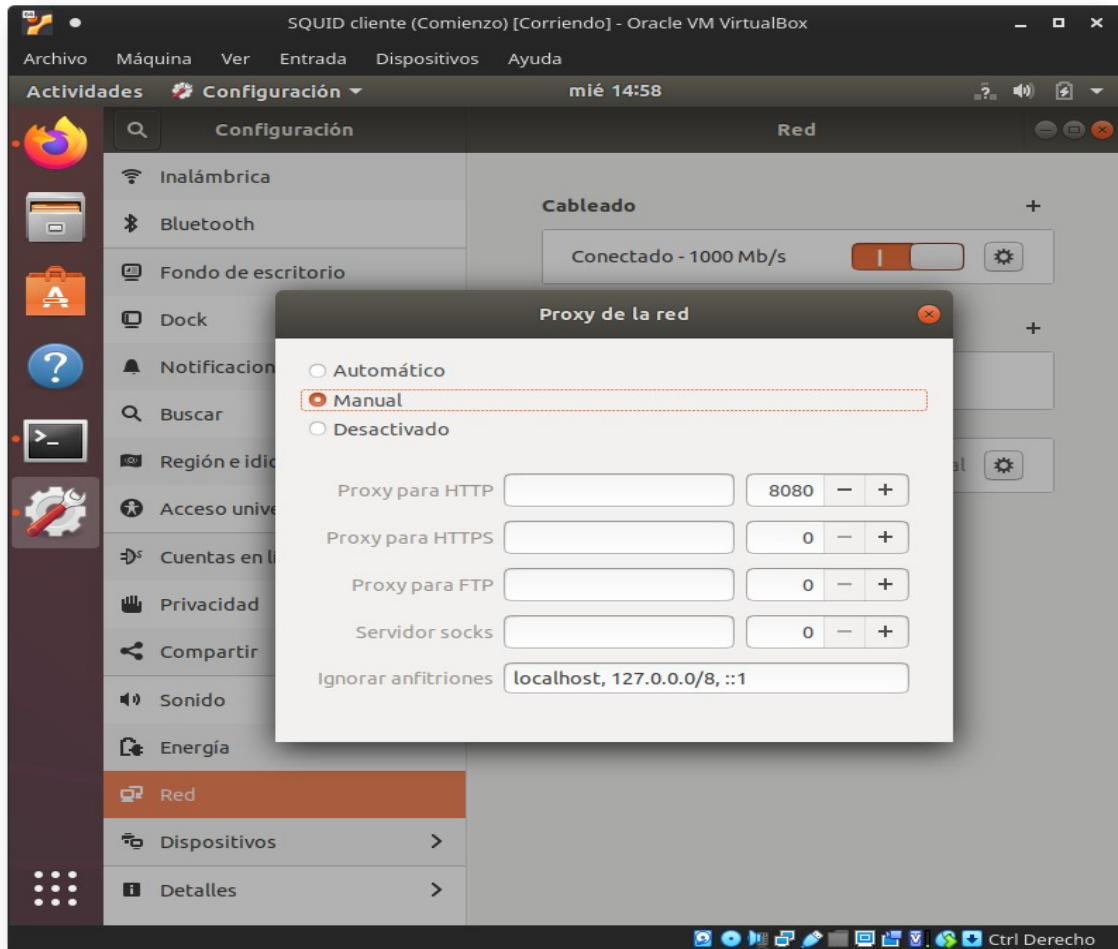 SQUID cliente (Comienzo) [Corriendo] - Oracle VM VirtualBox
Archivo Máquina Ver Entrada Dispositivos Ayuda
Actividades Configuración mié 14:58
Configuración Red
Inalámbrica
Bluetooth
Fondo de escritorio
Dock
Notificacion
Buscar
Región e idic
Acceso unive
Cuentas en lí
Privacidad
Compartir
Sonido
Energía
Red
Dispositivos
Detalles
Cableado
Conectado - 1000 Mb/s
Proxy de la red
Automático
Manual
Desactivado
Proxy para HTTP 8080
Proxy para HTTPS 0
Proxy para FTP 0
Servidor socks 0
Ignorar anfitriones localhost, 127.0.0.0/8, ::1
Ctrl Derecho